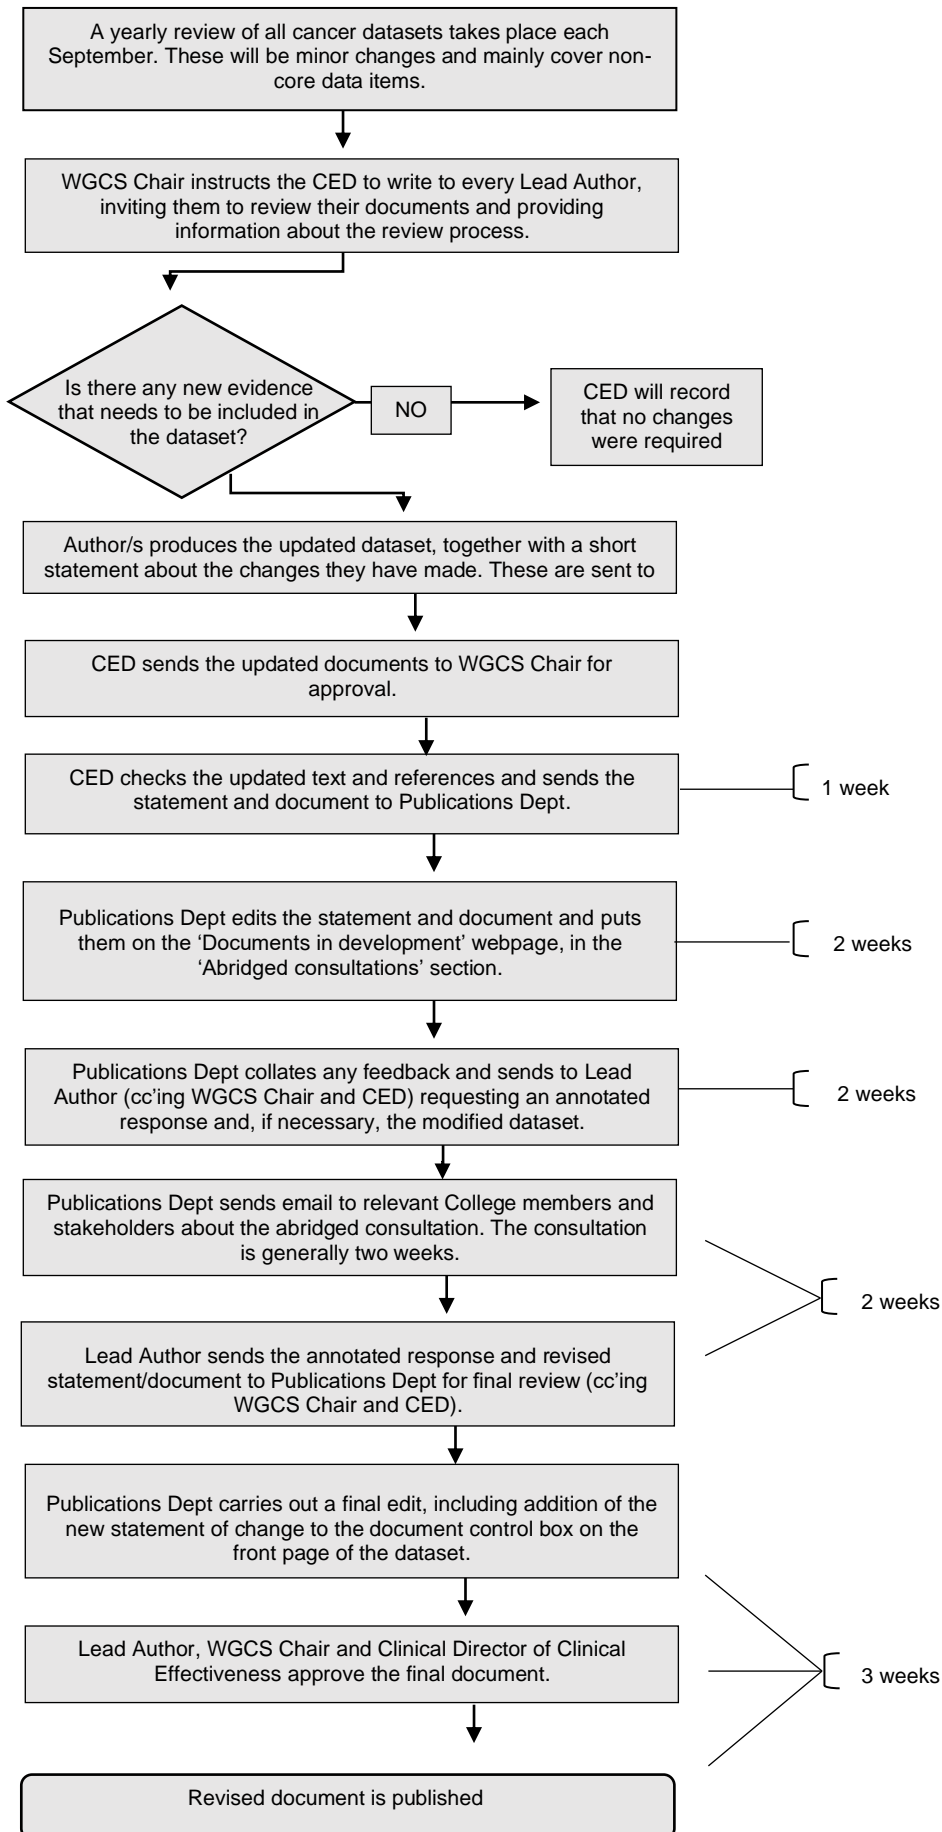 A yearly review of all cancer datasets takes place each
September. These will be minor changes and mainly cover non-
core data items.
WGCS Chair instructs the CED to write to every Lead Author,
inviting them to review their documents and providing
information about the review process.
Is there any new evidence
that needs to be included in
the dataset?
NO
CED will record
that no changes
were required
Author/s produces the updated dataset, together with a short
statement about the changes they have made. These are sent to
CED sends the updated documents to WGCS Chair for
approval.
CED checks the updated text and references and sends the
statement and document to Publications Dept.
1 week
Publications Dept edits the statement and document and puts
them on the ‘Documents in development’ webpage, in the
‘Abridged consultations’ section.
2 weeks
Publications Dept collates any feedback and sends to Lead
Author (cc’ing WGCS Chair and CED) requesting an annotated
response and, if necessary, the modified dataset.
2 weeks
Publications Dept sends email to relevant College members and
stakeholders about the abridged consultation. The consultation
is generally two weeks.
2 weeks
Lead Author sends the annotated response and revised
statement/document to Publications Dept for final review (cc’ing
WGCS Chair and CED).
Publications Dept carries out a final edit, including addition of the
new statement of change to the document control box on the
front page of the dataset.
Lead Author, WGCS Chair and Clinical Director of Clinical
Effectiveness approve the final document.
3 weeks
Revised document is published